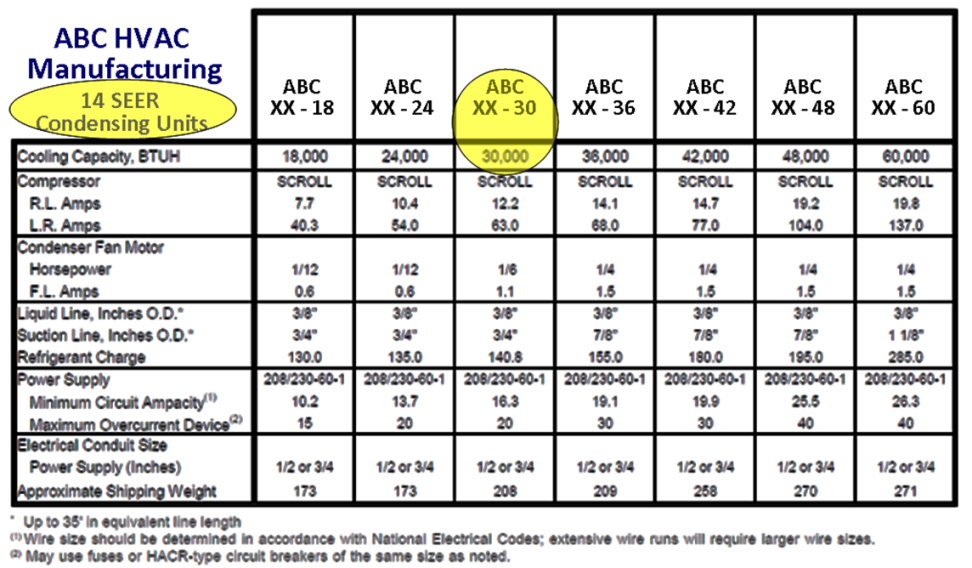 ABC HVAC
Manufacturing
14 SEER
Condensing Units
ABC ABC ABC ABC ABC ABC ABC
XX - 18 XX - 24 XX - 30 XX - 36 XX - 42 XX - 48 XX - 60
Cooling Capacity, BTUH 18,000 24,000 30,000 36,000 42,000 48,000 60,000
Compressor SCROLL SCROLL SCROLL SCROLL SCROLL SCROLL SCROLL
R.L. Amps 7.7 10.4 12.2 14.1 14.7 19.2 19.8
L.R. Amps 40.3 54.0 63.0 68.0 77.0 104.0 137.0
Condenser Fan Motor
Horsepower 1/12 1/12 1/6 1/4 1/4 1/4 1/4
F.L. Amps 0.6 0.6 1.1 1.5 1.5 1.5 1.5
Liquid Line, Inches O.D.* 3/8" 3/8" 3/8" 3/8" 3/8" 3/8" 3/8"
Suction Line, Inches O.D.* 3/4" 3/4" 3/4" 7/8" 7/8" 7/8" 1 1/8"
Refrigerant Charge 130.0 135.0 140.8 155.0 180.0 195.0 285.0
Power Supply 208/230-60-1 208/230-60-1 208/230-60-1 208/230-60-1 208/230-60-1 208/230-60-1 208/230-60-1
Minimum Circuit Ampacity(1) 10.2 13.7 16.3 19.1 19.9 25.5 26.3
Maximum Overcurrent Device(2) 15 20 20 30 30 40 40
Electrical Conduit Size
Power Supply (Inches) 1/2 or 3/4 1/2 or 3/4 1/2 or 3/4 1/2 or 3/4 1/2 or 3/4 1/2 or 3/4 1/2 or 3/4
Approximate Shipping Weight 173 173 208 209 258 270 271
* Up to 35' in equivalent line length
(1) Wire size should be determined in accordance with National Electrical Codes; extensive wire runs will require larger wire sizes.
(2) May use fuses or HACR-type circuit breakers of the same size as noted.